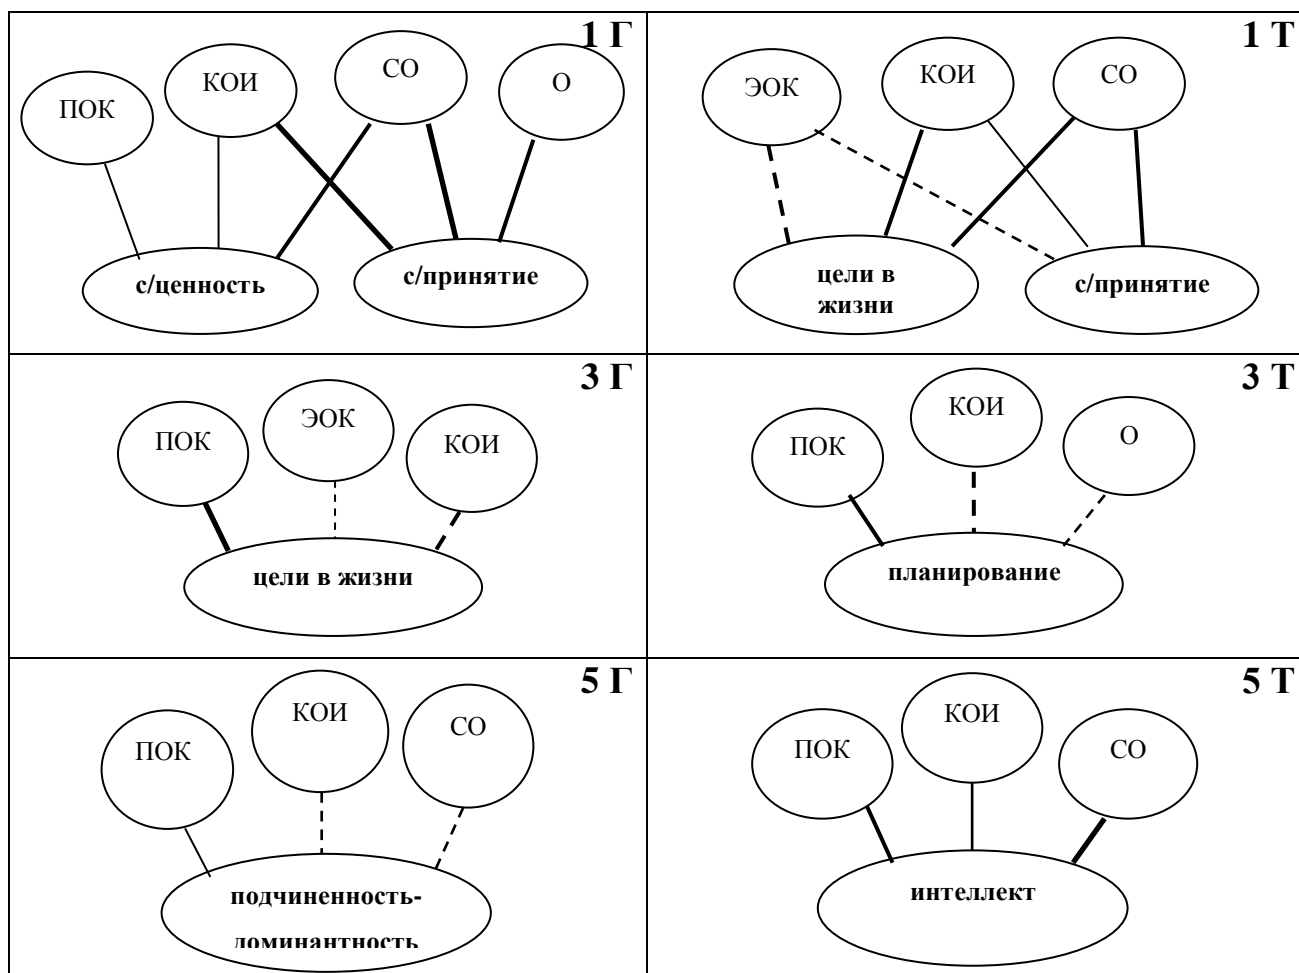 1 Г
ПОК
КОИ
СО
О
с/ценность
с/принятие
1 Т
ЭОК
КОИ
СО
цели в
жизни
с/принятие
3 Г
ПОК
ЭОК
КОИ
цели в жизни
3 Т
ПОК
КОИ
О
планирование
5 Г
ПОК
КОИ
СО
подчиненность-
доминантность
5 Т
ПОК
КОИ
СО
интеллект